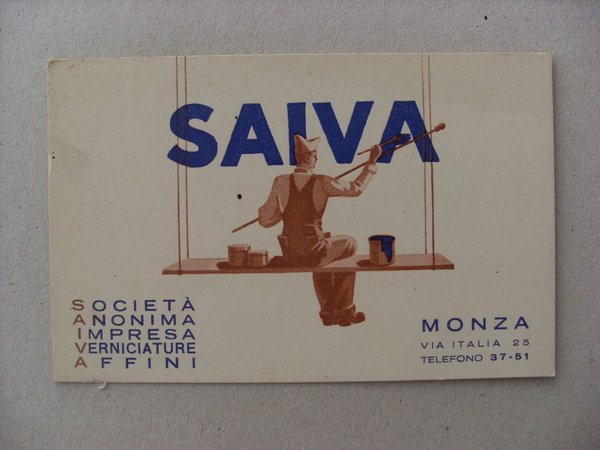 SAIVA
SOCIETÀ
ANONIMA
IMPRESA
VERNICIATURE
AFFINI
MONZA
VIA ITALIA 25
TELEFONO 37-51